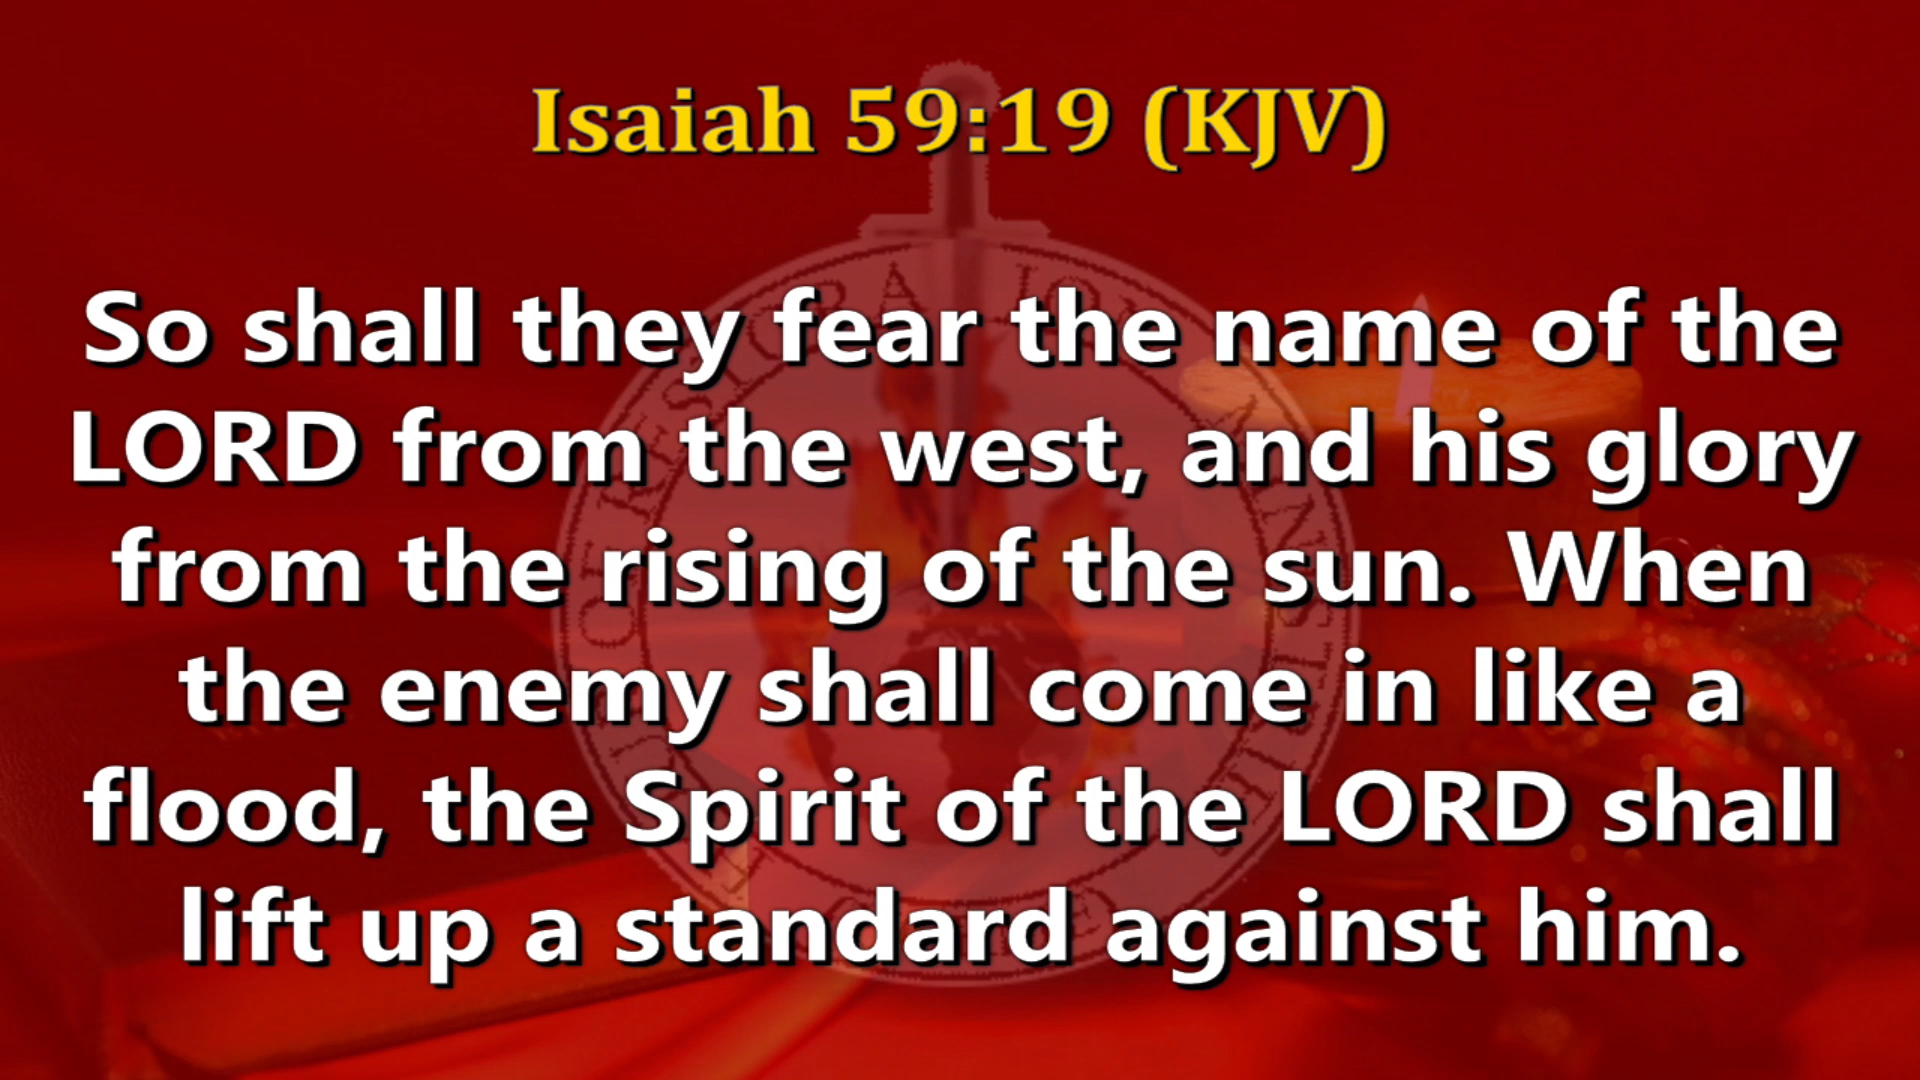 Isaiah 59:19 (KJV)
So shall they fear the name of the
LORD from the west, and his glory
from the rising of the sun. When
the enemy shall come in like a
flood, the Spirit of the LORD shall
lift up a standard against him.